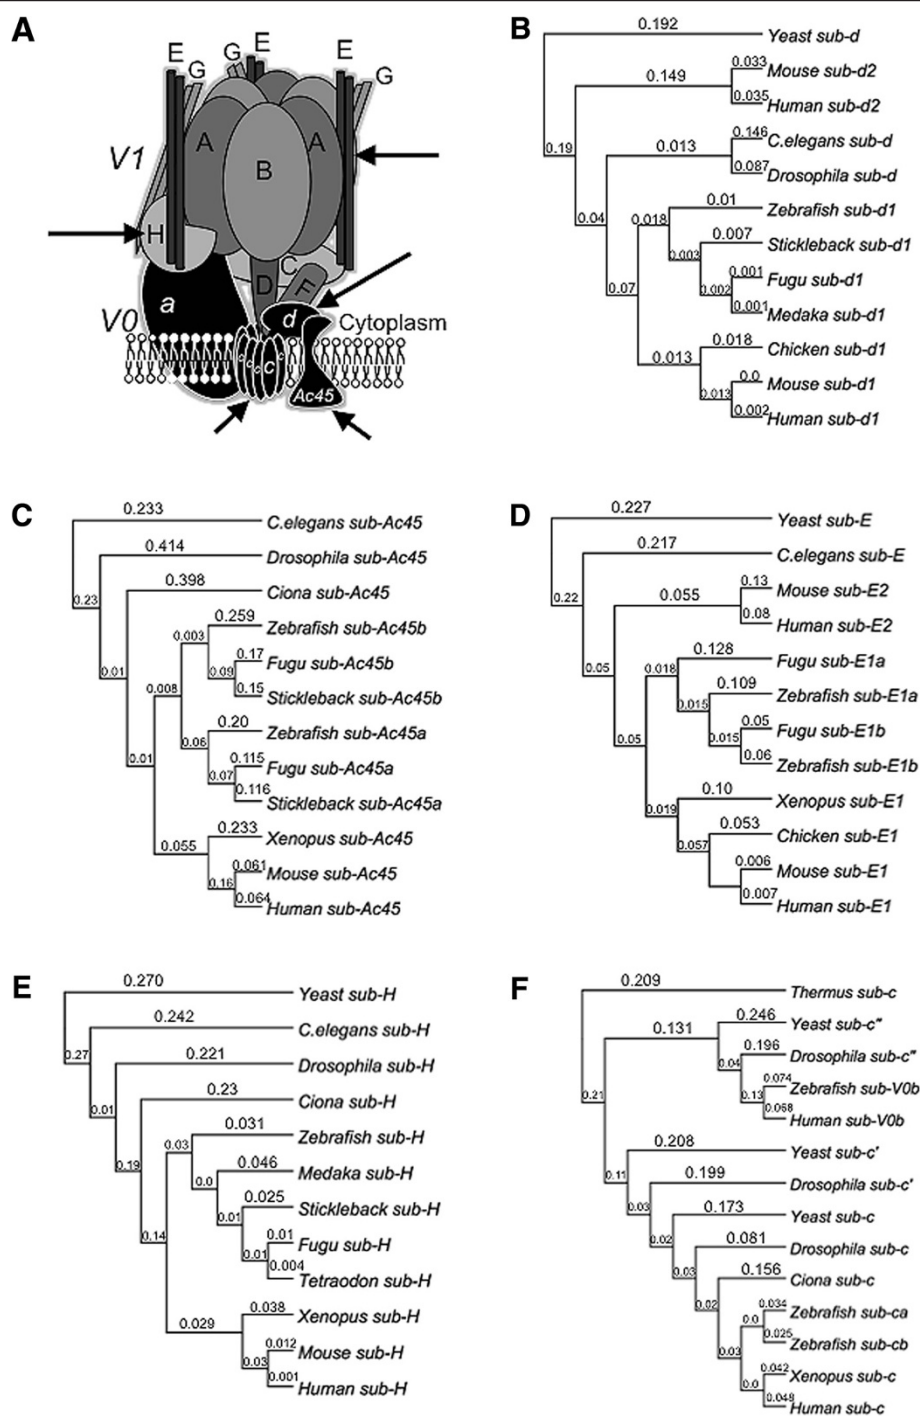 A
E
G
G
E
E
G
A
A
B
V1
H
C
D
F
a
d
V0
Cytoplasm
c
c
c
c
Ac45
B
0.192
Yeast sub-d
0.033
Mouse sub-d2
0.149
0.035
Human sub-d2
0.146
C.elegans sub-d
0.19
0.013
0.087
Drosophila sub-d
0.01
Zebrafish sub-d1
0.04
0.018
0.007
Stickleback sub-d1
0.003
0.001
Fugu sub-d1
0.07
0.002
0.001
Medaka sub-d1
0.018
Chicken sub-d1
0.013
0.0
Mouse sub-d1
0.013
0.002
Human sub-d1
C
0.233
C.elegans sub-Ac45
0.414
Drosophila sub-Ac45
0.398
Ciona sub-Ac45
0.23
0.259
Zebrafish sub-Ac45b
0.003
0.17
Fugu sub-Ac45b
0.01
0.09
0.15
Stickleback sub-Ac45b
0.008
0.20
Zebrafish sub-Ac45a
0.06
0.115
Fugu sub-Ac45a
0.01
0.07
0.116
Stickleback sub-Ac45a
0.233
Xenopus sub-Ac45
0.055
0.061
Mouse sub-Ac45
0.16
0.064
Human sub-Ac45
D
0.227
Yeast sub-E
0.217
C.elegans sub-E
0.13
Mouse sub-E2
0.22
0.055
0.08
Human sub-E2
0.128
Fugu sub-E1a
0.05
0.018
0.109
Zebrafish sub-E1a
0.015
0.05
Fugu sub-E1b
0.05
0.015
0.06
Zebrafish sub-E1b
0.10
Xenopus sub-E1
0.019
0.053
Chicken sub-E1
0.057
0.006
Mouse sub-E1
0.007
Human sub-E1
E
0.270
Yeast sub-H
0.242
C.elegans sub-H
0.27
0.221
Drosophila sub-H
0.23
Ciona sub-H
0.01
0.031
Zebrafish sub-H
0.03
0.046
Medaka sub-H
0.19
0.0
0.025
Stickleback sub-H
0.01
0.01
Fugu sub-H
0.14
0.01
0.004
Tetraodon sub-H
0.038
Xenopus sub-H
0.029
0.012
Mouse sub-H
0.03
0.001
Human sub-H
F
0.209
Thermus sub-c
0.246
Yeast sub-c"
0.131
0.196
Drosophila sub-c"
0.04
0.074
Zebrafish sub-V0b
0.21
0.13
0.068
Human sub-V0b
0.208
Yeast sub-c'
0.11
0.199
Drosophila sub-c'
0.03
0.173
Yeast sub-c
0.02
0.081
Drosophila sub-c
0.03
0.156
Ciona sub-c
0.02
0.034
Zebrafish sub-ca
0.0
0.025
Zebrafish sub-cb
0.03
0.042
Xenopus sub-c
0.0
0.048
Human sub-c